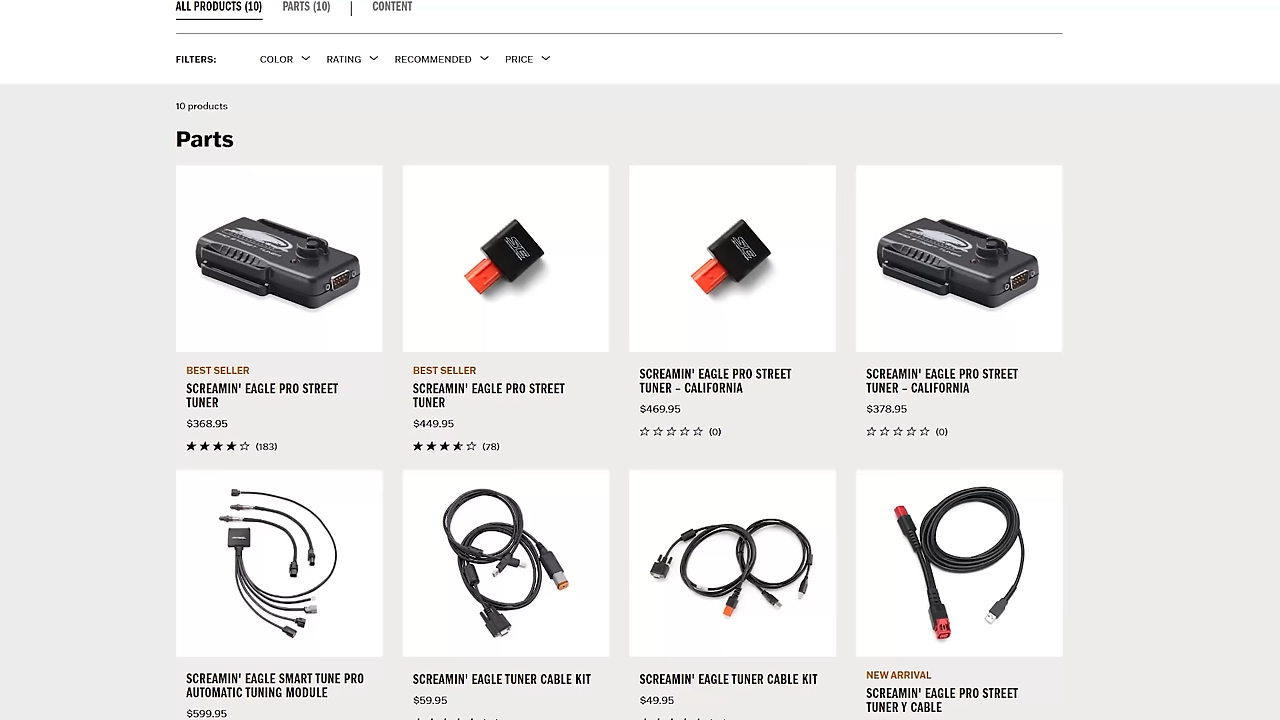 ALL PRODUCTS (10) PARTS (10) | CONTENT
FILTERS: COLOR RATING RECOMMENDED PRICE
10 products
Parts
BEST SELLER
SCREAMIN' EAGLE PRO STREET
TUNER
$368.95
(183)
BEST SELLER
SCREAMIN' EAGLE PRO STREET
TUNER
$449.95
(78)
SCREAMIN' EAGLE PRO STREET
TUNER – CALIFORNIA
$469.95
(0)
SCREAMIN' EAGLE PRO STREET
TUNER – CALIFORNIA
$378.95
(0)
SCREAMIN' EAGLE SMART TUNE PRO
AUTOMATIC TUNING MODULE
$599.95
SCREAMIN' EAGLE TUNER CABLE KIT
$59.95
SCREAMIN' EAGLE TUNER CABLE KIT
$49.95
NEW ARRIVAL
SCREAMIN' EAGLE PRO STREET
TUNER Y CABLE